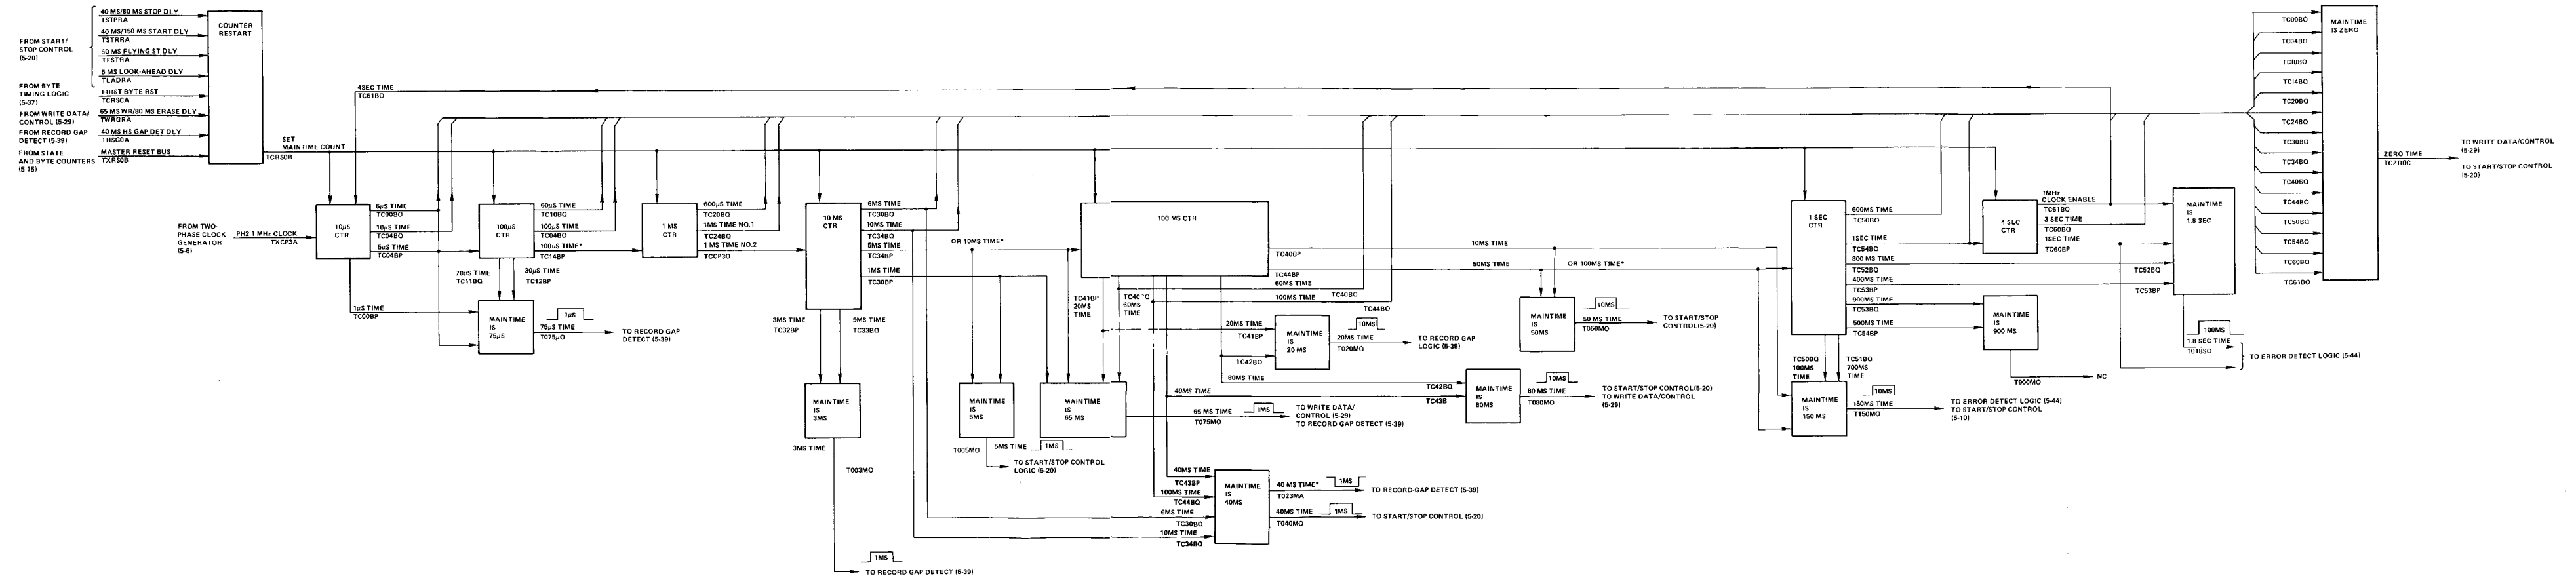 40 MS/80 MS STOP DLY
TSTPRA
40 MS/150 MS START DLY
TSTRRA
50 MS FLYING ST DLY
TFSTRA
5 MS LOOK-AHEAD DLY
TLADRA
FIRST BYTE RST
TCRSCA
65 MS WR/80 MS ERASE DLY
TWRGRA
40 MS HS GAP DET DLY
THSG0A
MASTER RESET BUS
TXRS0B
FROM START/
STOP CONTROL
(5-20)
FROM BYTE
TIMING LOGIC
(5-37)
FROM WRITE DATA/
CONTROL (5-29)
FROM RECORD GAP
DETECT (5-39)
FROM STATE
AND BYTE COUNTERS
(5-15)
COUNTER
RESTART
SET
MAINTIME COUNT
TCRS0B
4SEC TIME
TC61BO
FROM TWO-
PHASE CLOCK
GENERATOR
(5-6)
PH2 1 MHz CLOCK
TXCP3A
10µS
CTR
6µS TIME
TC00BO
10µS TIME
TC04BQ
5µS TIME
TC04BP
1µS TIME
TC00BP
100µS
CTR
60µS TIME
TC10BQ
100µS TIME
TC04BO
100µS TIME*
TC14BP
70µS TIME
TC11BQ
30µS TIME
TC12BP
MAINTIME
IS
75µS
1µS
75µS TIME
T075µO
TO RECORD GAP
DETECT (5-39)
1 MS
CTR
600µS TIME
TC20BQ
1MS TIME NO.1
TC24BO
1 MS TIME NO.2
TCCP3O
10 MS
CTR
6MS TIME
TC30BQ
10MS TIME
TC34BQ
5MS TIME
TC34BP
1MS TIME
TC30BP
OR 10MS TIME*
3MS TIME
TC32BP
9MS TIME
TC33BO
MAINTIME
IS
3MS
3MS TIME
T003MO
1MS
TO RECORD GAP DETECT (5-39)
MAINTIME
IS
5MS
T005MO
5MS TIME
1MS
TO START/STOP CONTROL
LOGIC (5-20)
100 MS CTR
TC40BP
TC44BP
10MS TIME
50MS TIME
OR 100MS TIME*
60MS TIME
TC40BQ
100MS TIME
TC44BO
TC41BP
20MS
TIME
60MS
TIME
MAINTIME
IS
65 MS
65 MS TIME
T075MO
1MS
TO WRITE DATA/
CONTROL (5-29)
TO RECORD GAP DETECT (5-39)
20MS TIME
TC41BP
TC42BQ
MAINTIME
IS
20 MS
10MS
20MS TIME
T020MO
TO RECORD GAP
LOGIC (5-39)
80MS TIME
TC42BQ
40MS TIME
TC43B
MAINTIME
IS
80MS
10MS
80 MS TIME
T080MO
TO START/STOP CONTROL(5-20)
TO WRITE DATA/CONTROL
(5-29)
MAINTIME
IS
50MS
10MS
50 MS TIME
T050MO
TO START/STOP
CONTROL(5-20)
40MS TIME
TC43BP
100MS TIME
TC44BQ
6MS TIME
TC30BQ
10MS TIME
TC34BQ
MAINTIME
IS
40MS
40 MS TIME*
T023MA
1MS
TO RECORD-GAP DETECT (5-39)
40MS TIME
T040MO
1MS
TO START/STOP CONTROL (5-20)
1 SEC
CTR
600MS TIME
TC50BQ
1SEC TIME
TC54BQ
800 MS TIME
TC52BQ
400MS TIME
TC53BP
900MS TIME
TC53BQ
500MS TIME
TC54BP
TC50BQ
100MS
TIME
TC51BO
700MS
TIME
MAINTIME
IS
150 MS
10MS
150MS TIME
T150MO
TO ERROR DETECT LOGIC (5-44)
TO START/STOP CONTROL
(5-10)
MAINTIME
IS
900 MS
T900MO
NC
4 SEC
CTR
1MHz
CLOCK ENABLE
TC61BO
3 SEC TIME
TC60BQ
1SEC TIME
TC60BP
TC52BQ
TC53BP
MAINTIME
IS
1.8 SEC
100MS
1.8 SEC TIME
T018SO
TO ERROR DETECT LOGIC (5-44)
TC00BO
TC04BQ
TC10BQ
TC14BO
TC20BQ
TC24BO
TC30BO
TC34BQ
TC40BQ
TC44BO
TC50BQ
TC54BQ
TC60BQ
TC61BO
MAINTIME
IS ZERO
ZERO TIME
TCZR0C
TO WRITE DATA/CONTROL
(5-29)
TO START/STOP CONTROL
(5-20)